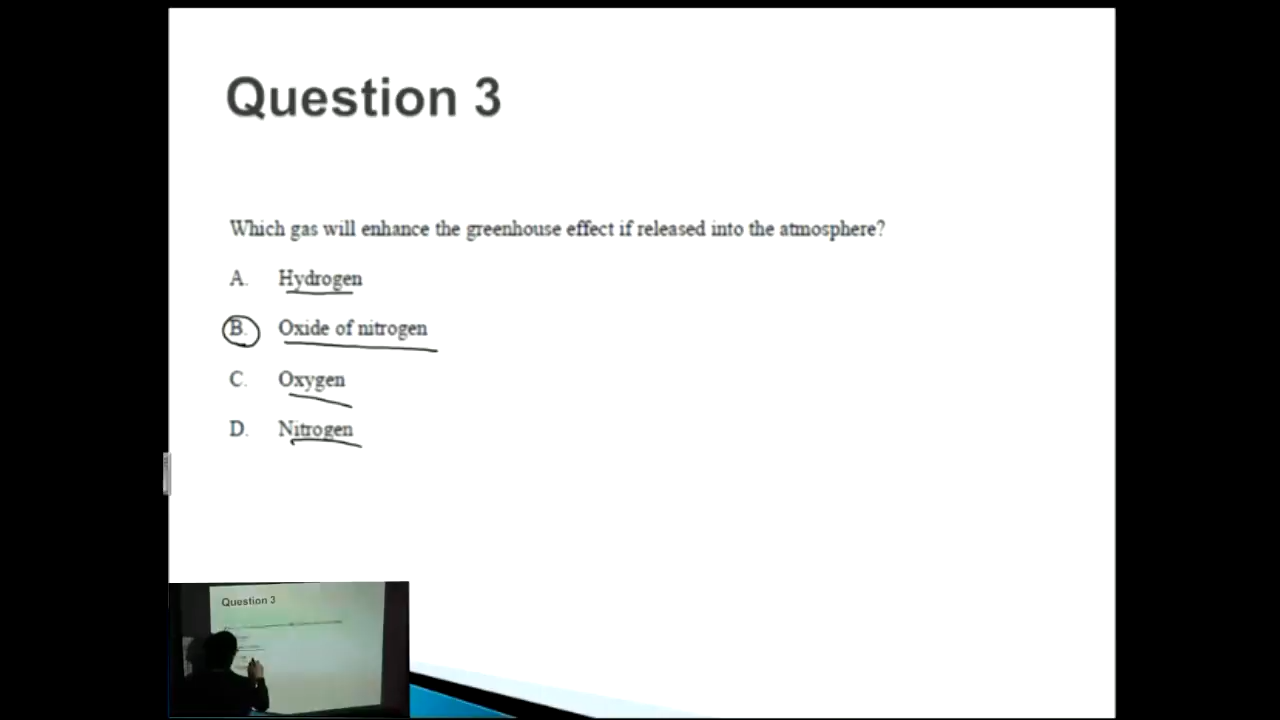 Question 3
Which gas will enhance the greenhouse effect if released into the atmosphere?
A. Hydrogen
B. Oxide of nitrogen
C. Oxygen
D. Nitrogen
Question 3